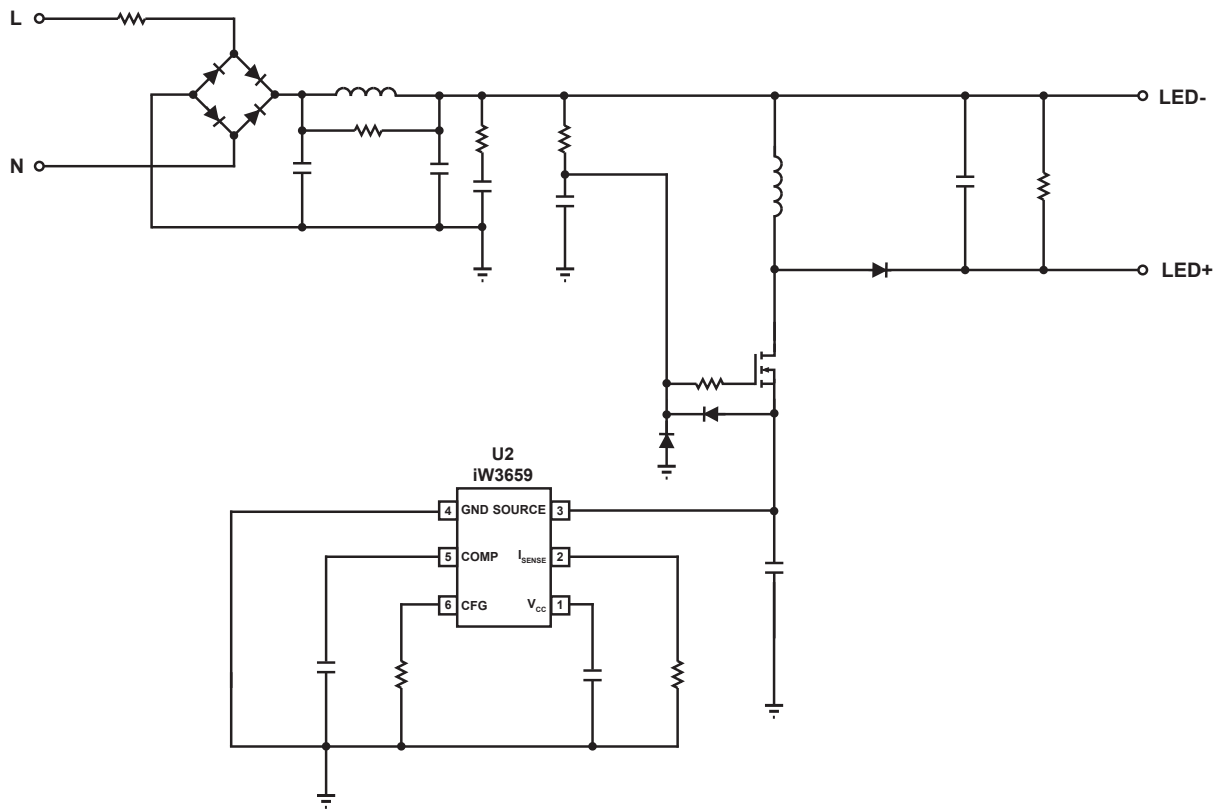 L
LED-
N
LED+
U2
iW3659
4 GND SOURCE 3
5 COMP ISENSE 2
6 CFG VCC 1